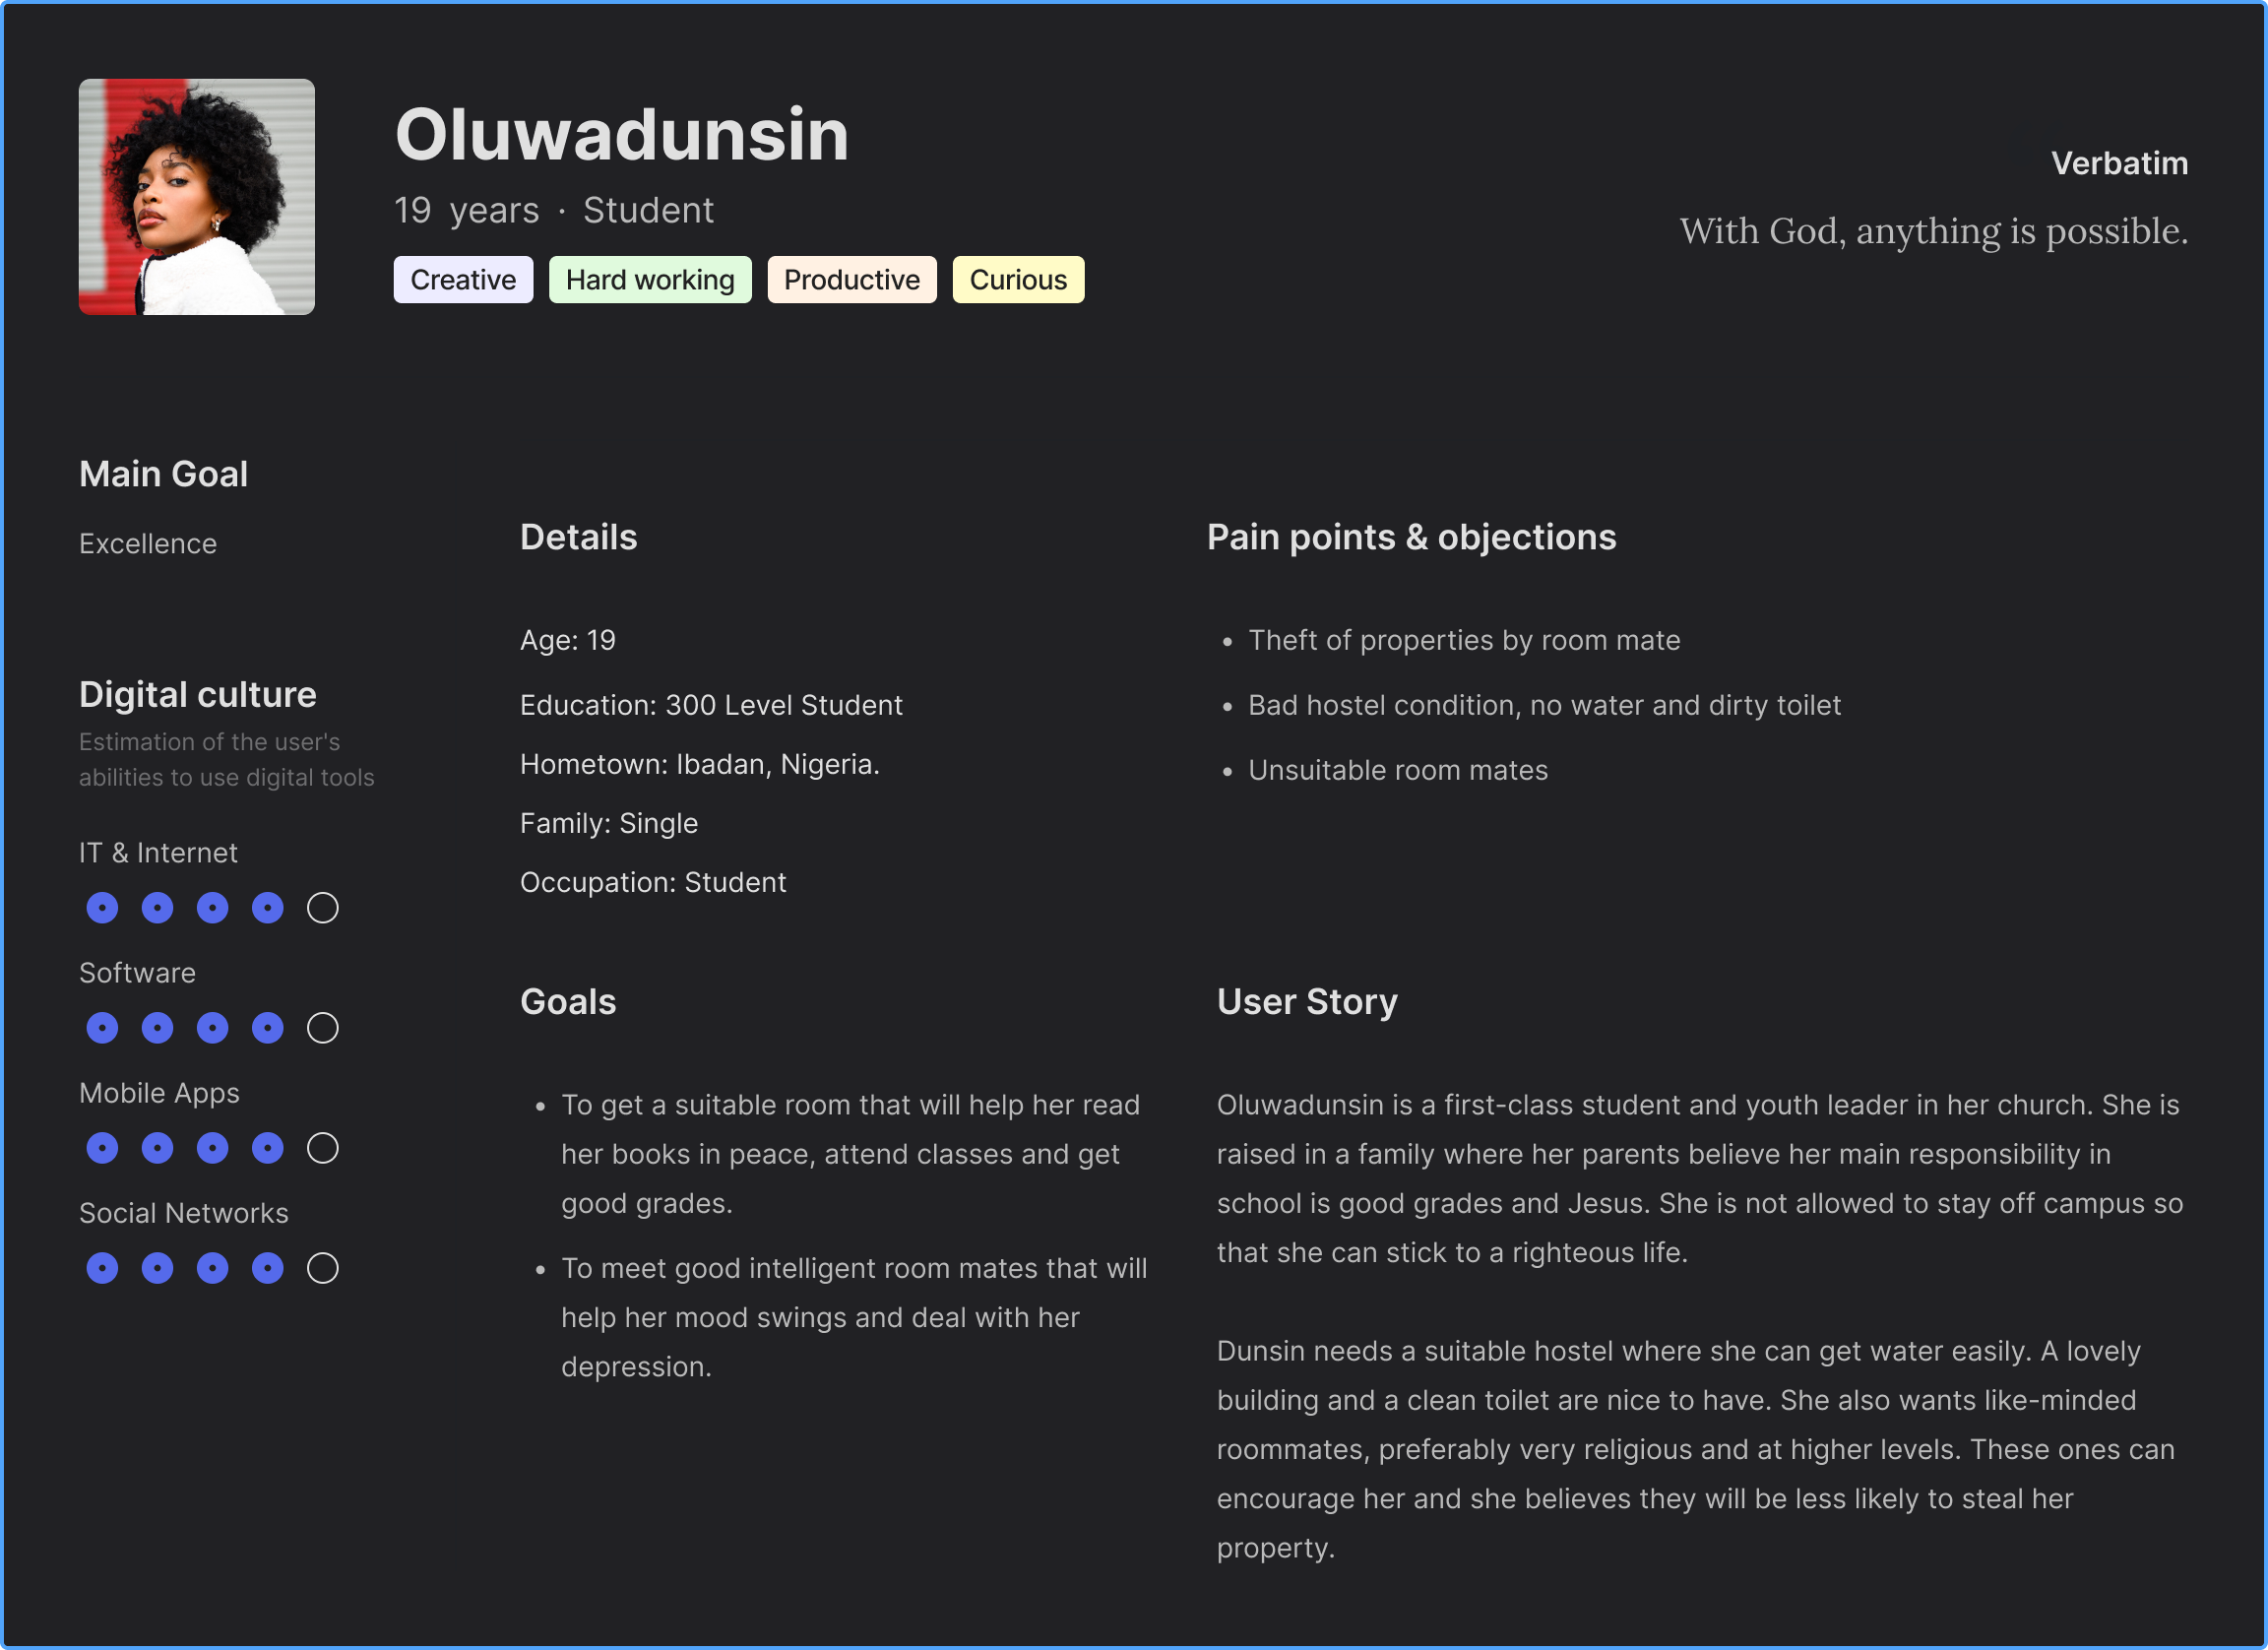 Oluwadunsin
19 years · Student
Creative Hard working Productive Curious
Verbatim
With God, anything is possible.
Main Goal
Excellence
Digital culture
Estimation of the user's
abilities to use digital tools
IT & Internet
Software
Mobile Apps
Social Networks
Details
Age: 19
Education: 300 Level Student
Hometown: Ibadan, Nigeria.
Family: Single
Occupation: Student
Pain points & objections
• Theft of properties by room mate
• Bad hostel condition, no water and dirty toilet
• Unsuitable room mates
Goals
• To get a suitable room that will help her read
her books in peace, attend classes and get
good grades.
• To meet good intelligent room mates that will
help her mood swings and deal with her
depression.
User Story
Oluwadunsin is a first-class student and youth leader in her church. She is
raised in a family where her parents believe her main responsibility in
school is good grades and Jesus. She is not allowed to stay off campus so
that she can stick to a righteous life.
Dunsin needs a suitable hostel where she can get water easily. A lovely
building and a clean toilet are nice to have. She also wants like-minded
roommates, preferably very religious and at higher levels. These ones can
encourage her and she believes they will be less likely to steal her
property.